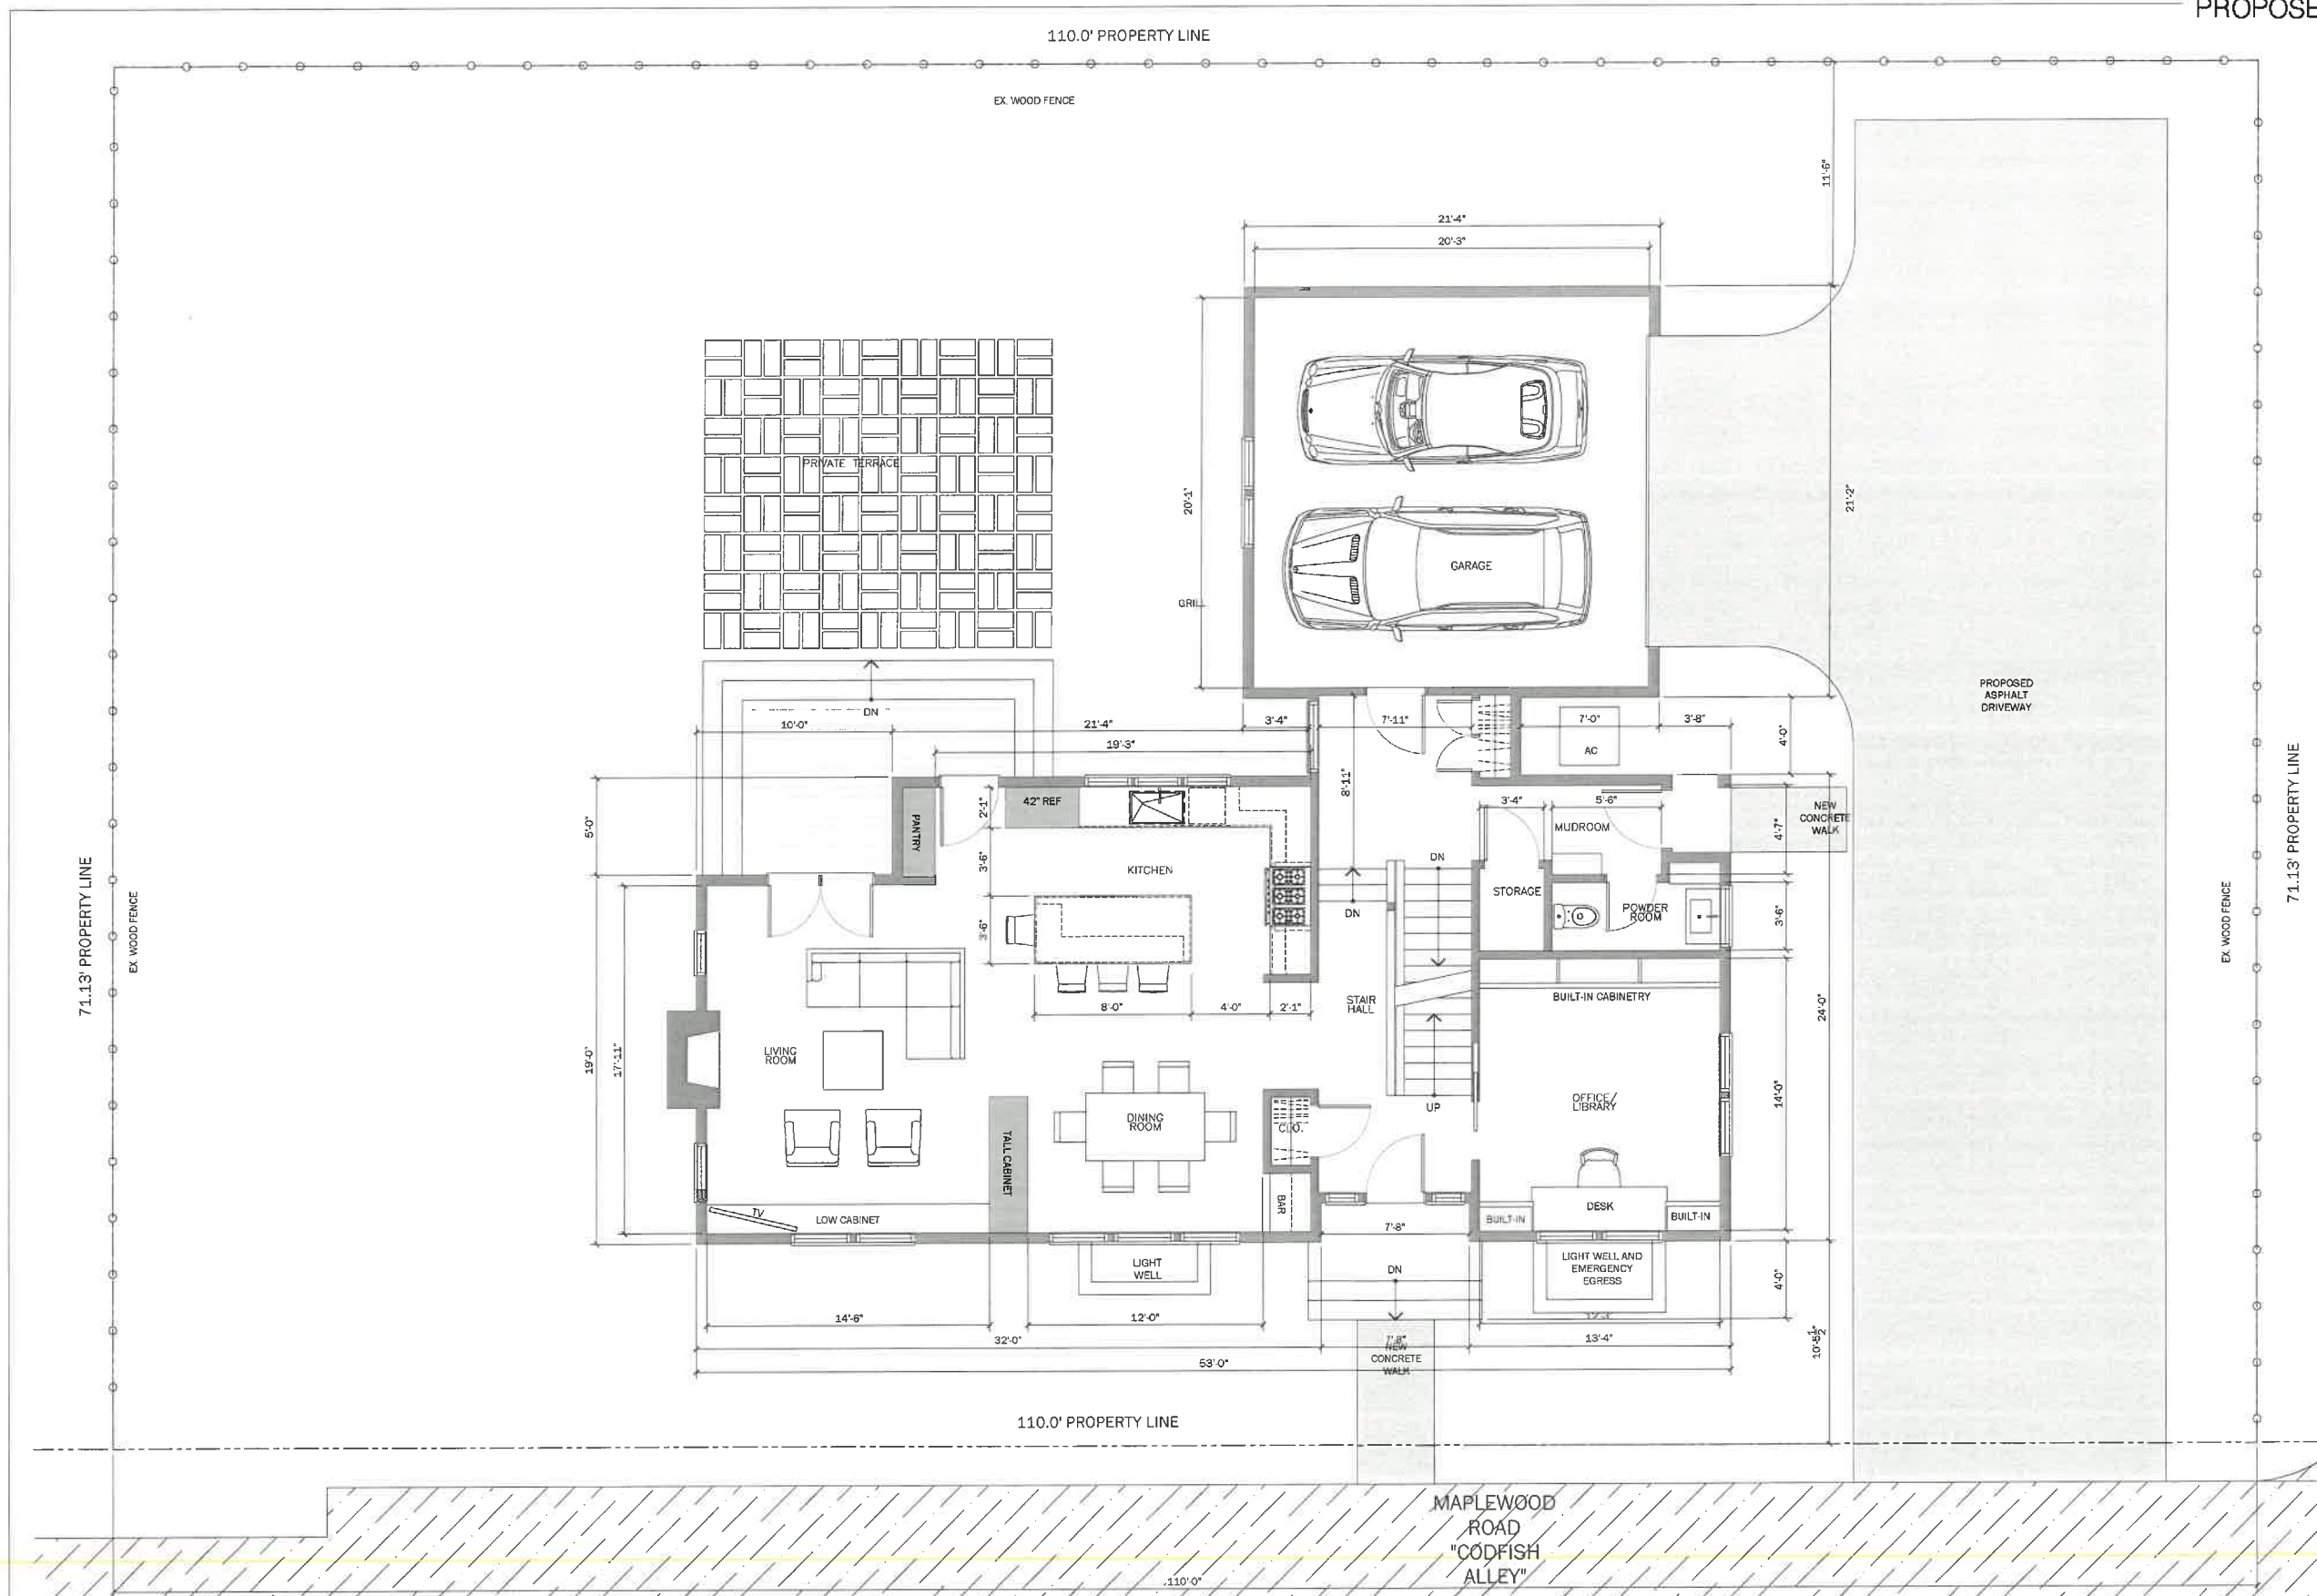 PROPOSE
110.0' PROPERTY LINE
EX. WOOD FENCE
11'-6"
21'-4"
20'-3"
PRIVATE TERRACE
20'-1"
21'-2"
GARAGE
PROPOSED
ASPHALT
DRIVEWAY
DN
10'-0"
21'-4"
3'-4"
7'-11"
7'-0"
3'-8"
19'-3"
AC
4'-0"
8'-11"
5'-0"
PANTRY
2'-1"
42" REF
3'-4"
5'-6"
NEW
CONCRETE
WALK
MUDROOM
4'-7"
3'-6"
KITCHEN
DN
DN
STORAGE
POWDER
ROOM
3'-6"
3'-6"
71.13' PROPERTY LINE
EX. WOOD FENCE
EX. WOOD FENCE
71.13' PROPERTY LINE
8'-0"
4'-0"
2'-1"
STAIR
HALL
BUILT-IN CABINETRY
24'-0"
19'-0"
17'-11"
LIVING
ROOM
DINING
ROOM
TALL CABINET
CLO.
UP
OFFICE/
LIBRARY
14'-0"
TV
LOW CABINET
BAR
7'-8"
BUILT-IN
DESK
BUILT-IN
LIGHT
WELL
DN
LIGHT WELL AND
EMERGENCY
EGRESS
4'-0"
14'-6"
12'-0"
32'-0"
7'-8"
13'-4"
10'-5½"
NEW
CONCRETE
WALK
53'-0"
110.0' PROPERTY LINE
MAPLEWOOD
ROAD
"CODFISH
ALLEY"
110'-0"